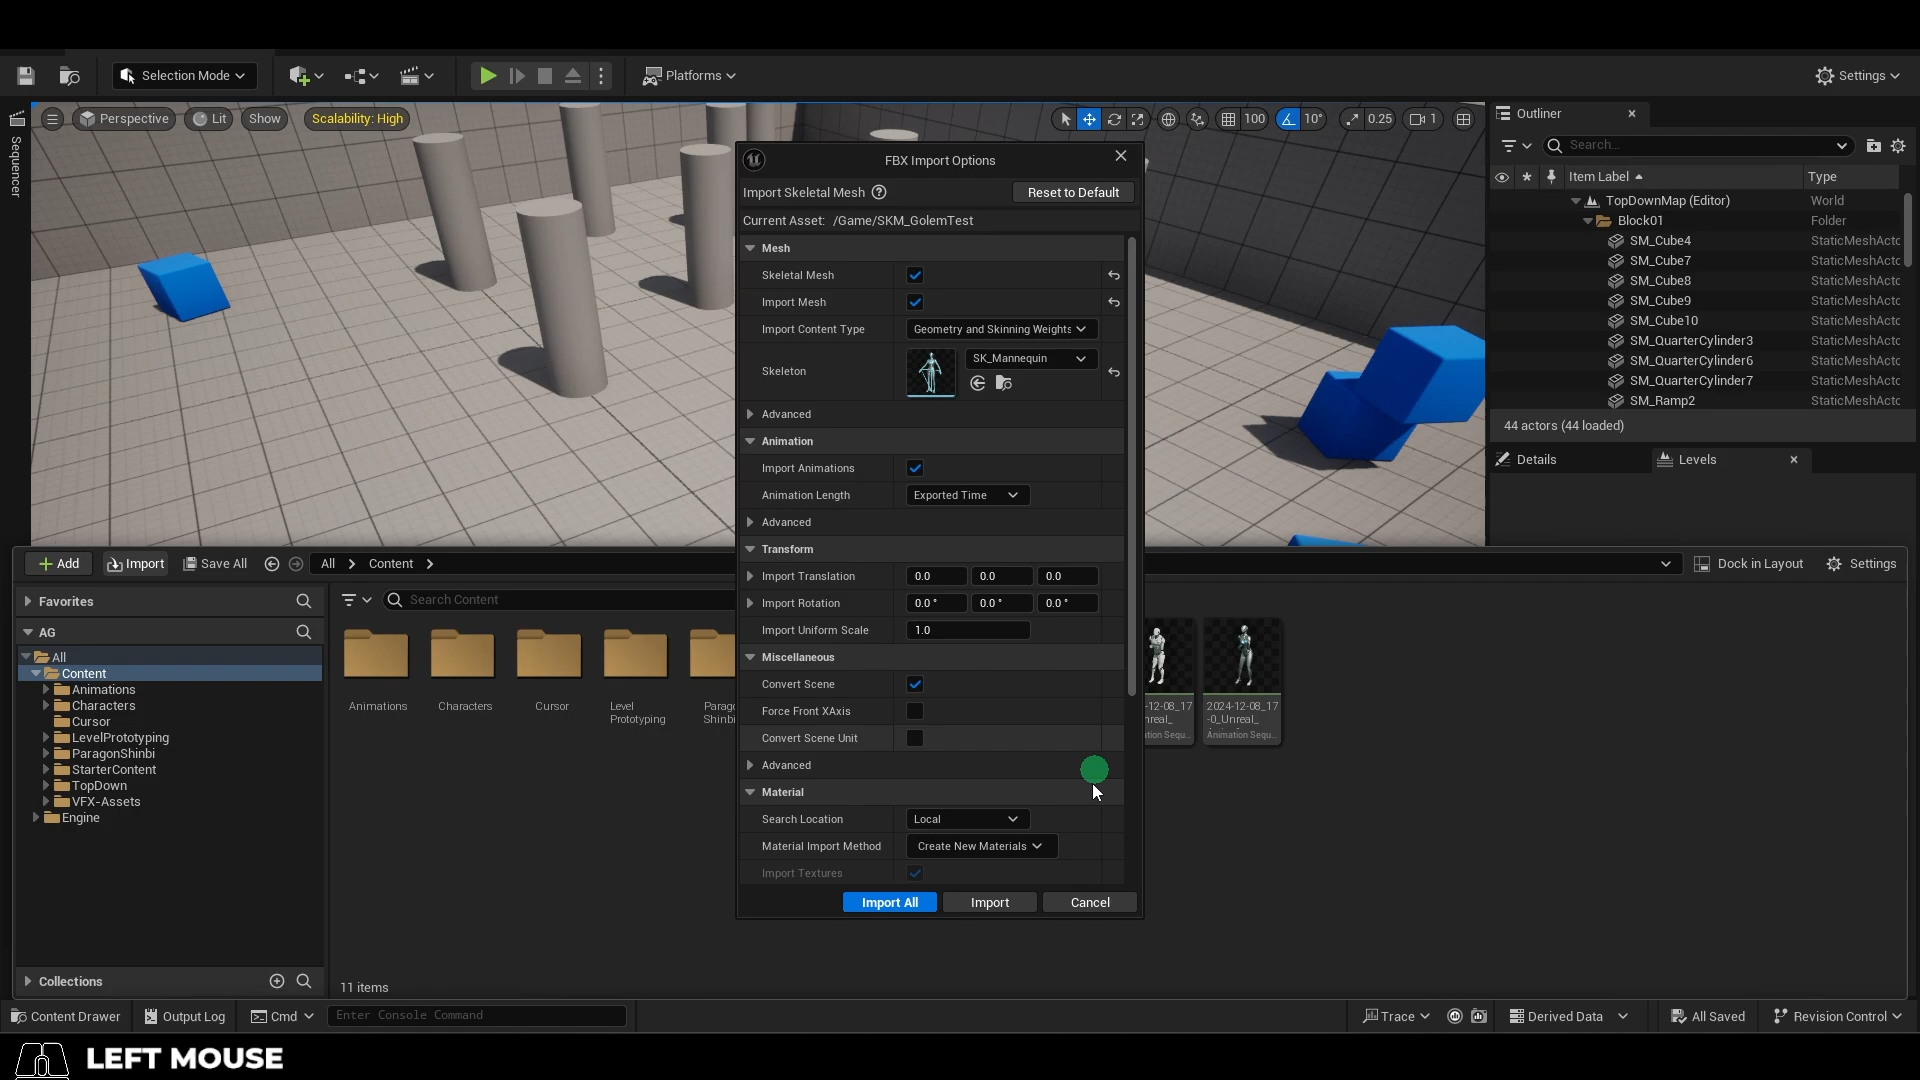 Selection Mode
Platforms
Settings
Sequencer
Perspective
Lit
Show
Scalability: High
100
10°
0.25
1
Outliner
Search...
Item Label
Type
TopDownMap (Editor)
World
Block01
Folder
SM_Cube4
StaticMeshActo
SM_Cube7
StaticMeshActo
SM_Cube8
StaticMeshActo
SM_Cube9
StaticMeshActo
SM_Cube10
StaticMeshActo
SM_QuarterCylinder3
StaticMeshActo
SM_QuarterCylinder6
StaticMeshActo
SM_QuarterCylinder7
StaticMeshActo
SM_Ramp2
StaticMeshActo
44 actors (44 loaded)
Details
Levels
FBX Import Options
Import Skeletal Mesh
Reset to Default
Current Asset: /Game/SKM_GolemTest
Mesh
Skeletal Mesh
Import Mesh
Import Content Type
Geometry and Skinning Weights
Skeleton
SK_Mannequin
Advanced
Animation
Import Animations
Animation Length
Exported Time
Advanced
Transform
Import Translation
0.0
0.0
0.0
Import Rotation
0.0 °
0.0 °
0.0 °
Import Uniform Scale
1.0
Miscellaneous
Convert Scene
Force Front XAxis
Convert Scene Unit
Advanced
Material
Search Location
Local
Material Import Method
Create New Materials
Import Textures
Import All
Import
Cancel
Add
Import
Save All
All
Content
Dock in Layout
Settings
Favorites
Search Content
AG
All
Content
Animations
Characters
Cursor
LevelPrototyping
ParagonShinbi
StarterContent
TopDown
VFX-Assets
Engine
Collections
Animations
Characters
Cursor
Level
Prototyping
Parago
Shinbi
-12-08_17
nreal_
tion Sequ...
2024-12-08_17
-0_Unreal_
Animation Sequ...
11 items
Content Drawer
Output Log
Cmd
Enter Console Command
Trace
Derived Data
All Saved
Revision Control
LEFT MOUSE